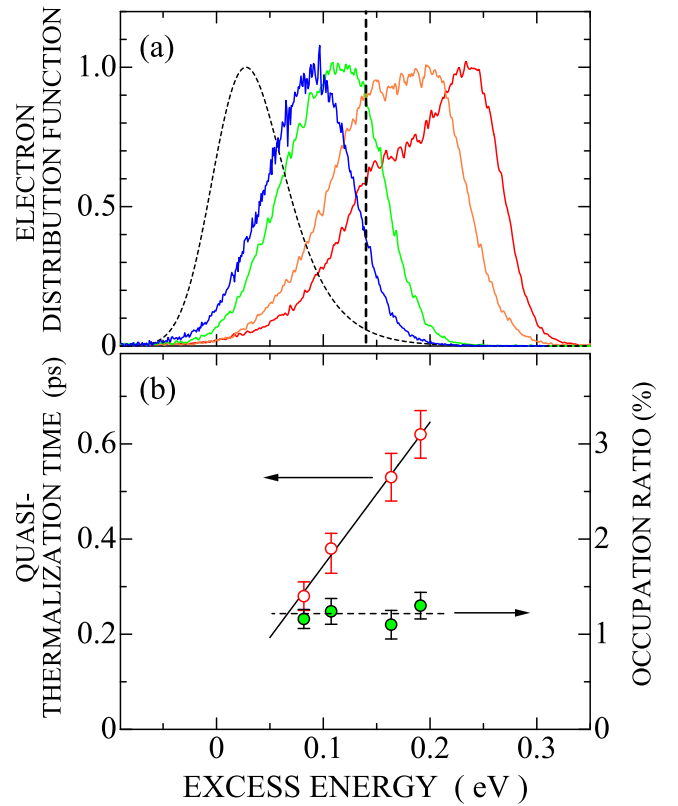 (a)
ELECTRON
DISTRIBUTION FUNCTION
1.0
0.5
0
(b)
QUASI-
THERMALIZATION TIME (ps)
0.6
0.4
0.2
0
OCCUPATION RATIO (%)
3
2
1
0
0 0.1 0.2 0.3
EXCESS ENERGY ( eV )